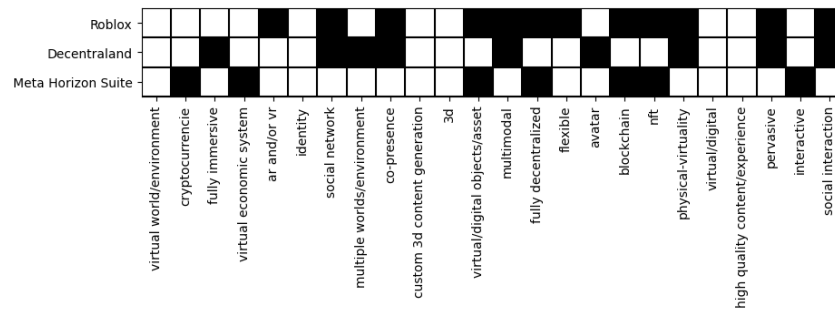 Roblox
Decentraland
Meta Horizon Suite
virtual world/environment
cryptocurrencie
fully immersive
virtual economic system
ar and/or vr
identity
social network
multiple worlds/environment
co-presence
custom 3d content generation
3d
virtual/digital objects/asset
multimodal
fully decentralized
flexible
avatar
blockchain
nft
physical-virtuality
virtual/digital
high quality content/experience
pervasive
interactive
social interaction